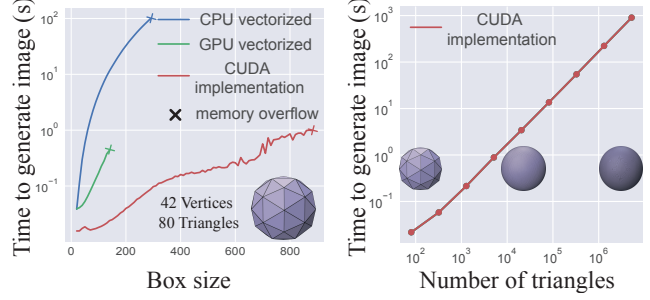 Time to generate image (s)
10²
10¹
10⁰
10⁻¹
CPU vectorized
GPU vectorized
CUDA
implementation
memory overflow
42 Vertices
80 Triangles
0 200 400 600 800
Box size
Time to generate image (s)
10³
10²
10¹
10⁰
10⁻¹
10⁻²
CUDA
implementation
10² 10³ 10⁴ 10⁵ 10⁶
Number of triangles